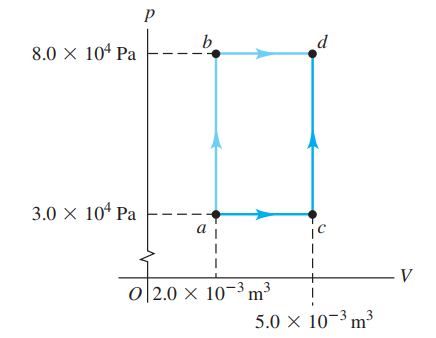 p
b
d
8.0 × 10⁴ Pa
3.0 × 10⁴ Pa
a
c
V
O
2.0 × 10⁻³ m³
5.0 × 10⁻³ m³